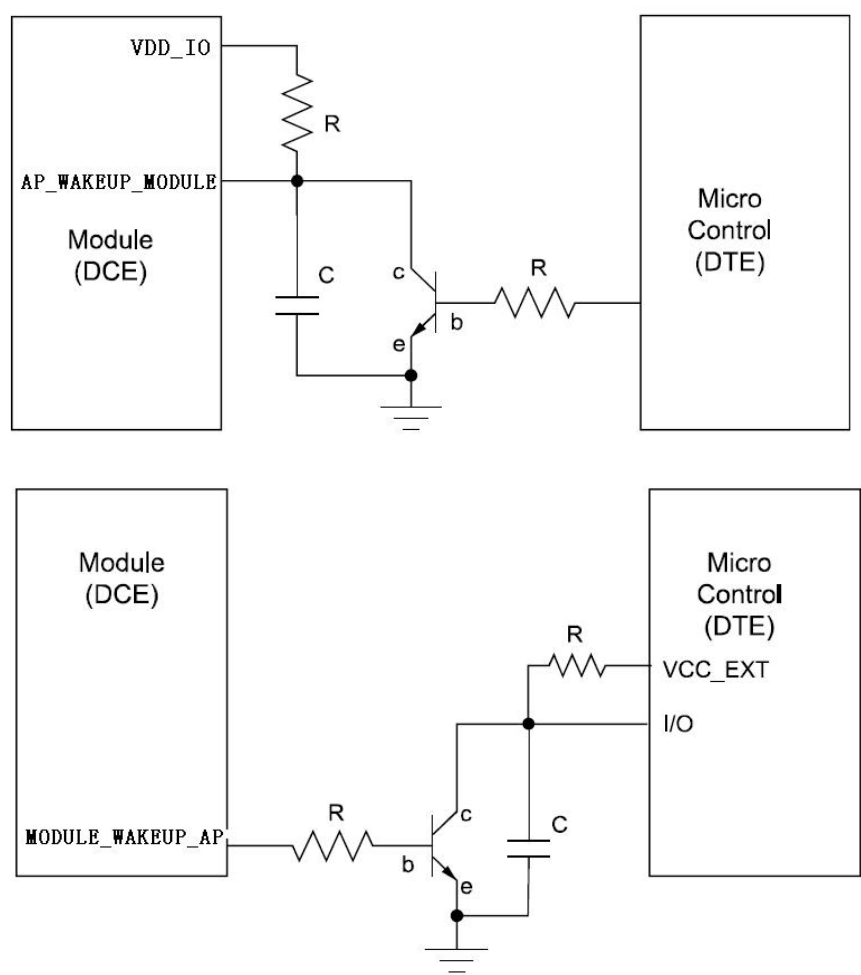 VDD_IO
R
AP_WAKEUP_MODULE
Module
(DCE)
C
c
b
e
R
Micro
Control
(DTE)
Module
(DCE)
Micro
Control
(DTE)
R
VCC_EXT
I/O
MODULE_WAKEUP_AP
R
c
b
e
C